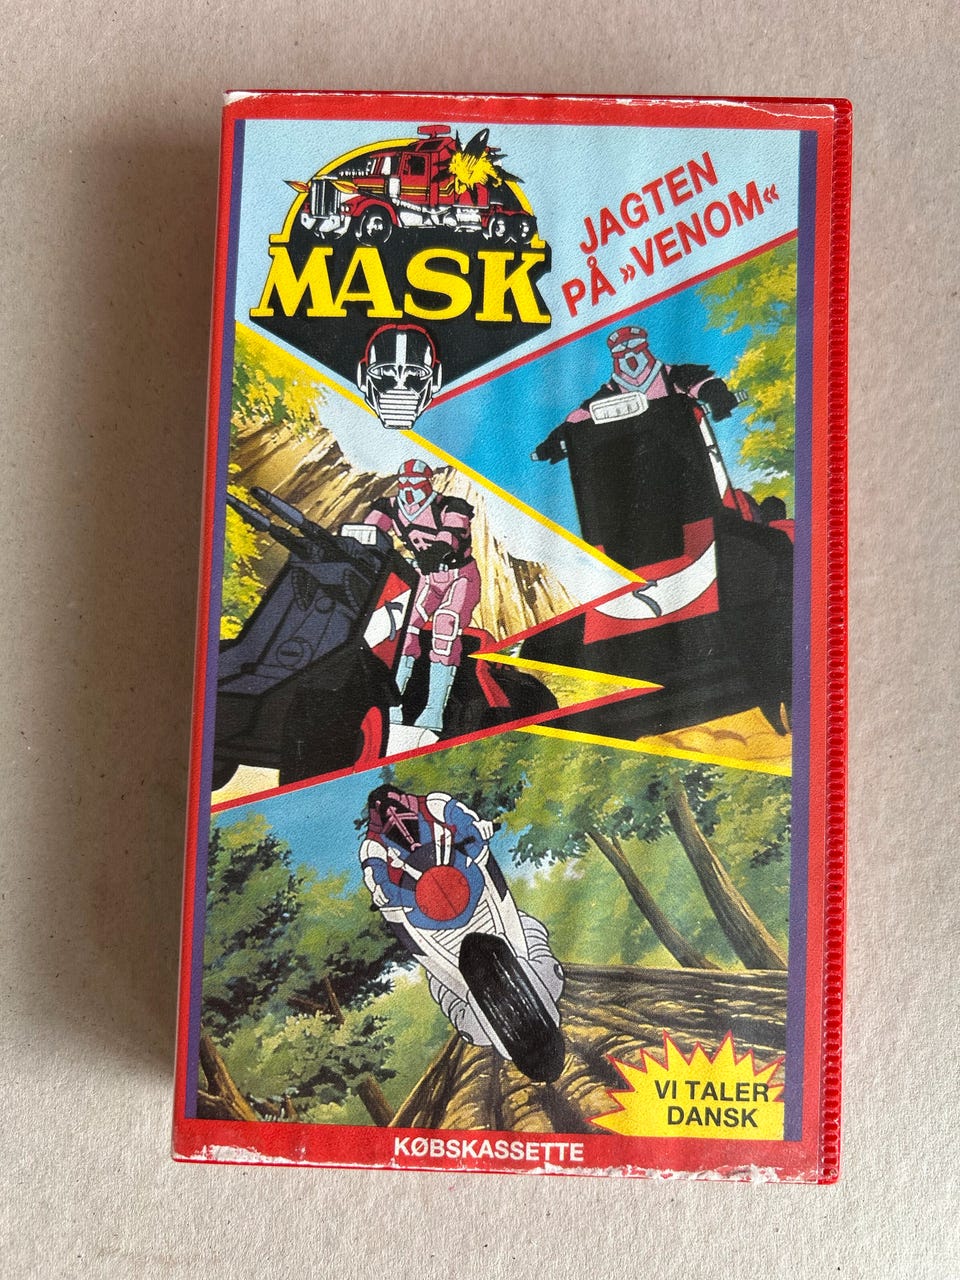 MASK
JAGTEN
PÅ »VENOM«
VI TALER
DANSK
KØBSKASSETTE